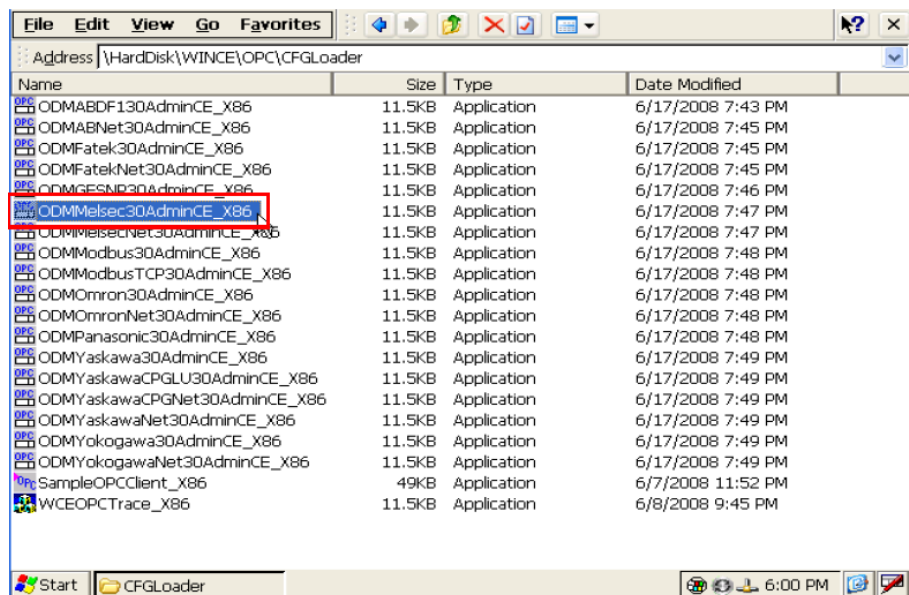 File Edit View Go Favorites
Address \HardDisk\WINCE\OPC\CFGLoader
Name Size Type Date Modified
ODMABDF130AdminCE_X86 11.5KB Application 6/17/2008 7:43 PM
ODMABNet30AdminCE_X86 11.5KB Application 6/17/2008 7:45 PM
ODMFatek30AdminCE_X86 11.5KB Application 6/17/2008 7:45 PM
ODMFatekNet30AdminCE_X86 11.5KB Application 6/17/2008 7:45 PM
ODMGESNP30AdminCE_X86 11.5KB Application 6/17/2008 7:46 PM
ODMMelsec30AdminCE_X86 11.5KB Application 6/17/2008 7:47 PM
ODMMelsecNet30AdminCE_X86 11.5KB Application 6/17/2008 7:47 PM
ODMModbus30AdminCE_X86 11.5KB Application 6/17/2008 7:48 PM
ODMModbusTCP30AdminCE_X86 11.5KB Application 6/17/2008 7:48 PM
ODMOmron30AdminCE_X86 11.5KB Application 6/17/2008 7:48 PM
ODMOmronNet30AdminCE_X86 11.5KB Application 6/17/2008 7:48 PM
ODMPanasonic30AdminCE_X86 11.5KB Application 6/17/2008 7:48 PM
ODMYaskawa30AdminCE_X86 11.5KB Application 6/17/2008 7:49 PM
ODMYaskawaCPGLU30AdminCE_X86 11.5KB Application 6/17/2008 7:49 PM
ODMYaskawaCPGNet30AdminCE_X86 11.5KB Application 6/17/2008 7:49 PM
ODMYaskawaNet30AdminCE_X86 11.5KB Application 6/17/2008 7:49 PM
ODMYokogawa30AdminCE_X86 11.5KB Application 6/17/2008 7:49 PM
ODMYokogawaNet30AdminCE_X86 11.5KB Application 6/17/2008 7:49 PM
SampleOPCClient_X86 49KB Application 6/7/2008 11:52 PM
WCEOPCTrace_X86 11.5KB Application 6/8/2008 9:45 PM
Start CFGLoader 6:00 PM